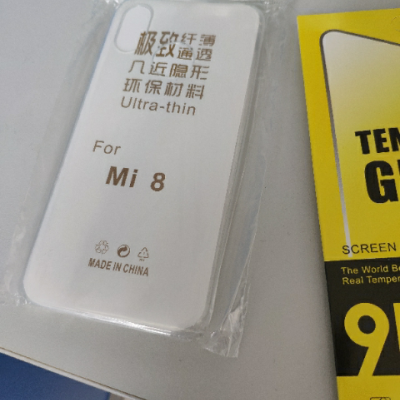 极致纤薄
通透
几近隐形
环保材料
Ultra-thin
For
Mi 8
MADE IN CHINA
SCREEN
The World
Real Temper